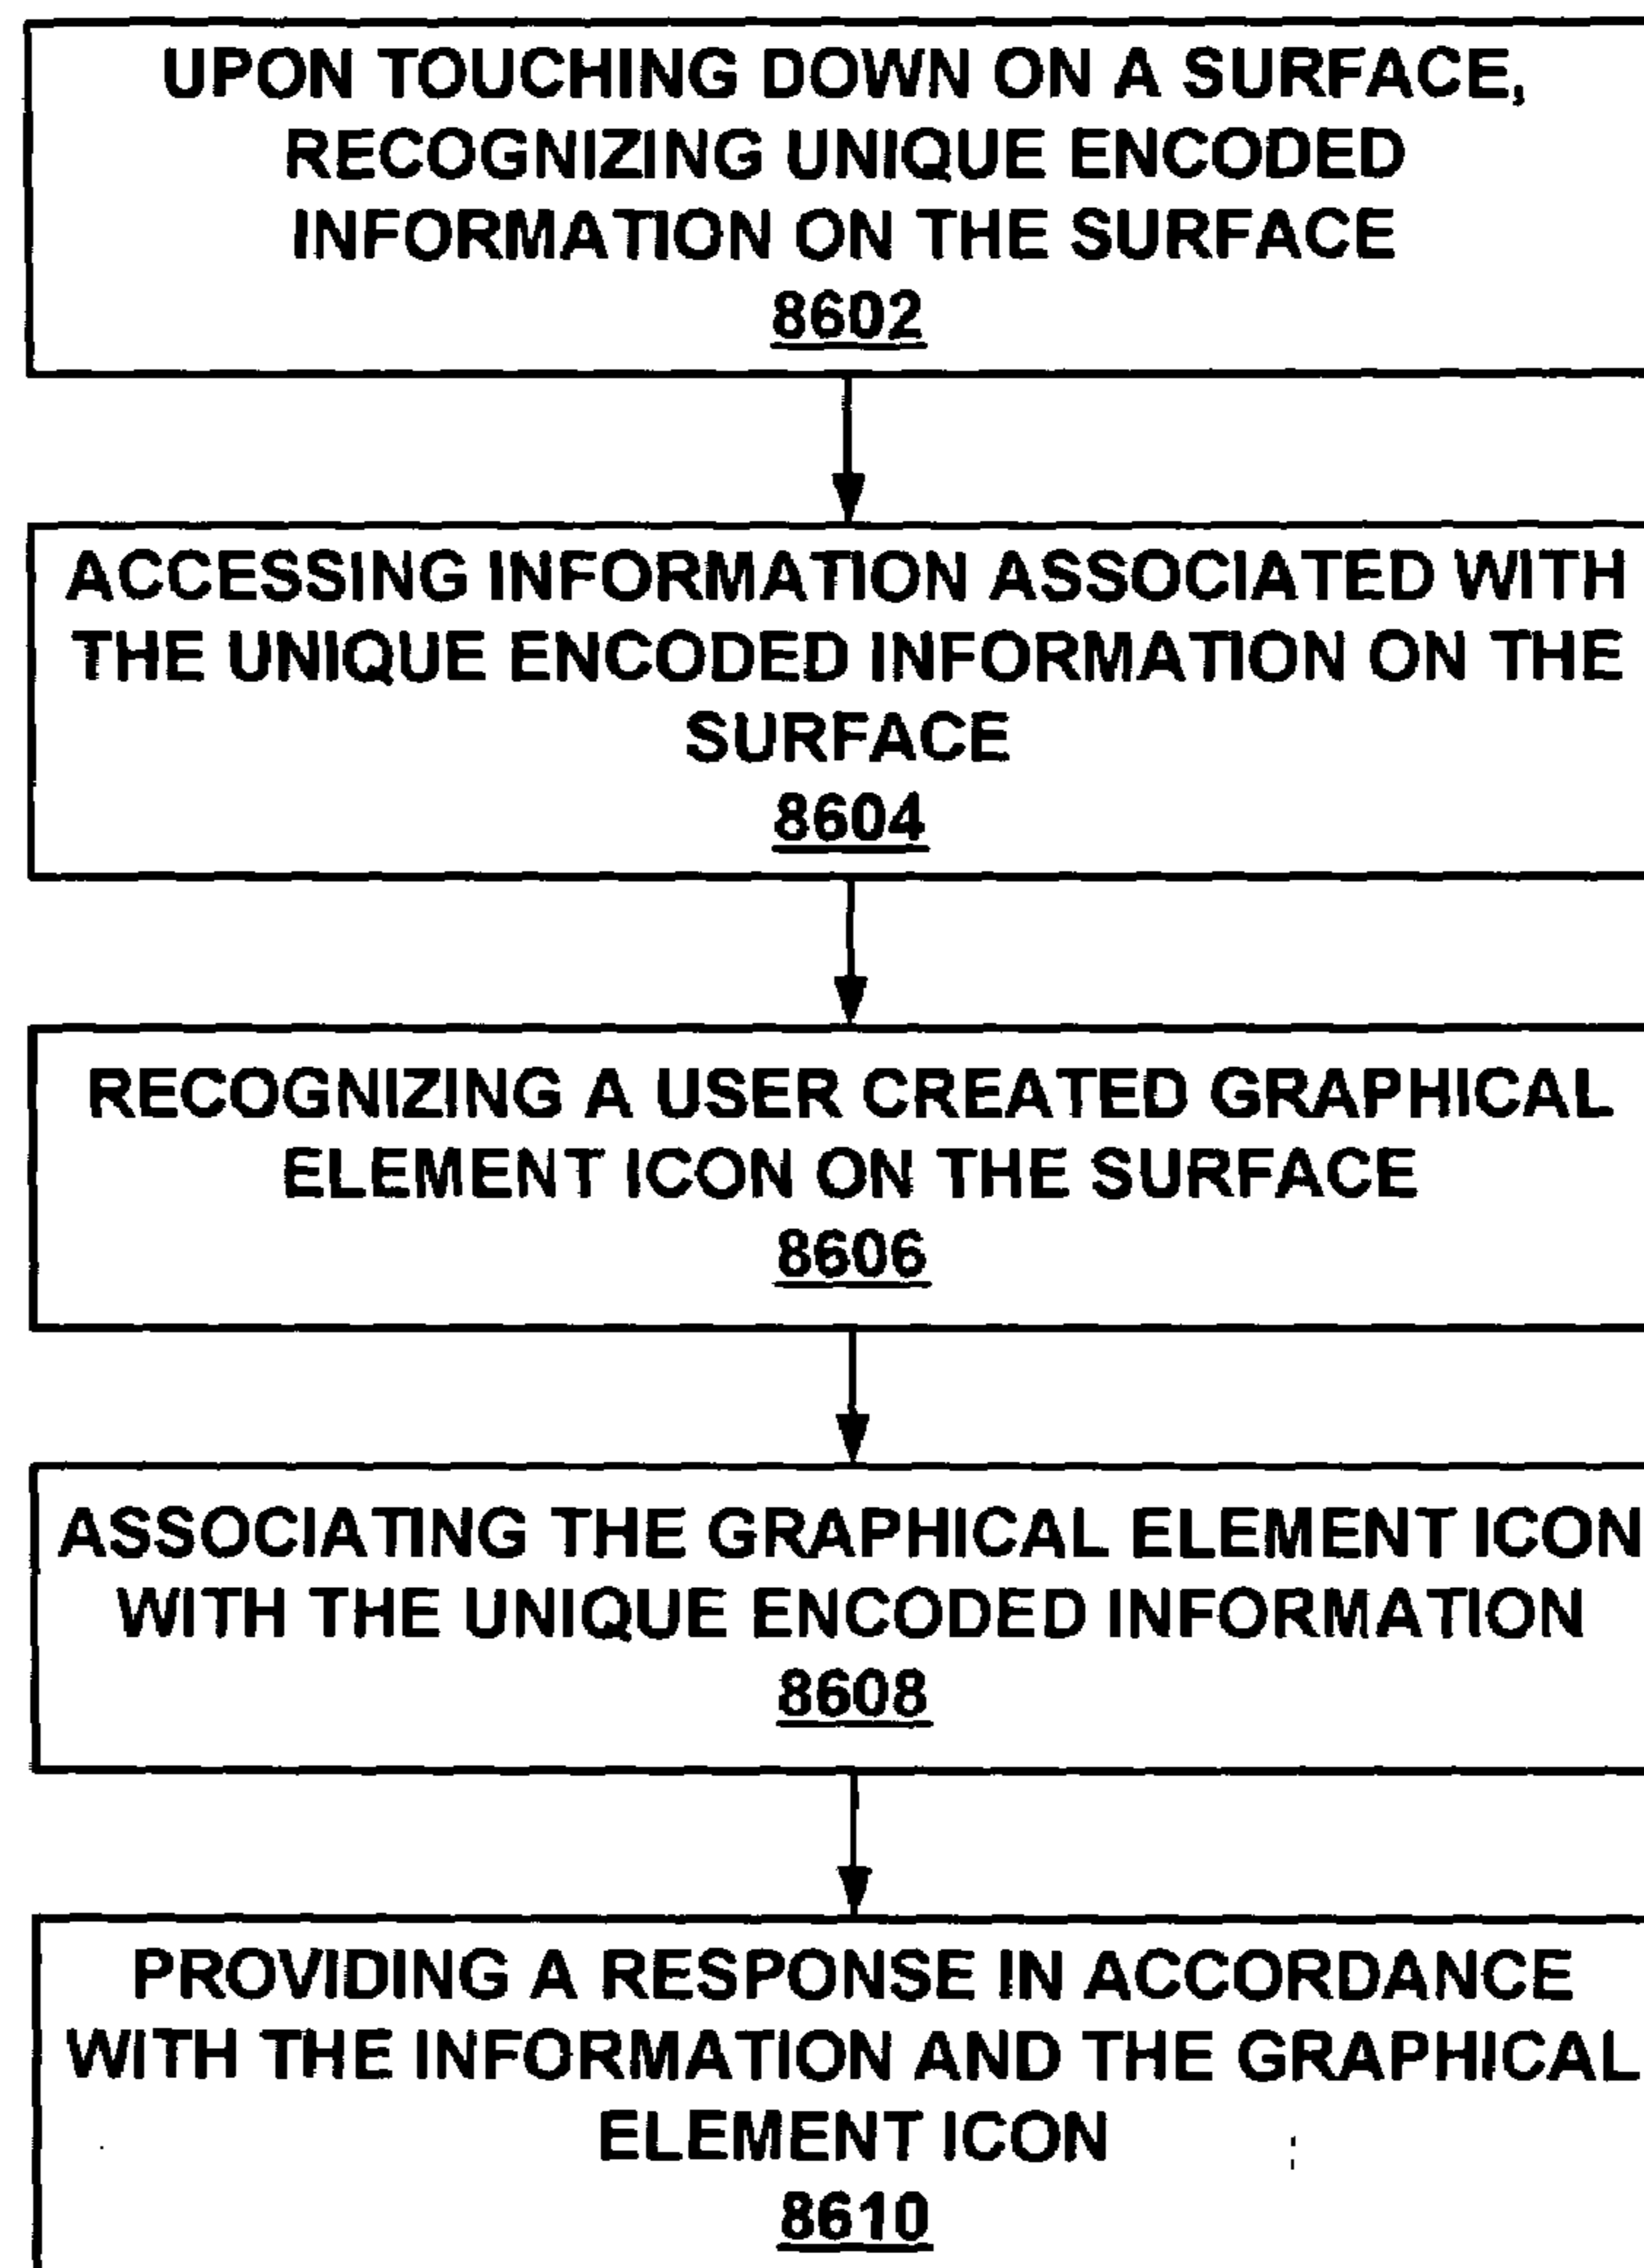 UPON TOUCHING DOWN ON A SURFACE,
RECOGNIZING UNIQUE ENCODED
INFORMATION ON THE SURFACE
8602
ACCESSING INFORMATION ASSOCIATED WITH
THE UNIQUE ENCODED INFORMATION ON THE
SURFACE
8604
RECOGNIZING A USER CREATED GRAPHICAL
ELEMENT ICON ON THE SURFACE
8606
ASSOCIATING THE GRAPHICAL ELEMENT ICON
WITH THE UNIQUE ENCODED INFORMATION
8608
PROVIDING A RESPONSE IN ACCORDANCE
WITH THE INFORMATION AND THE GRAPHICAL
ELEMENT ICON
8610